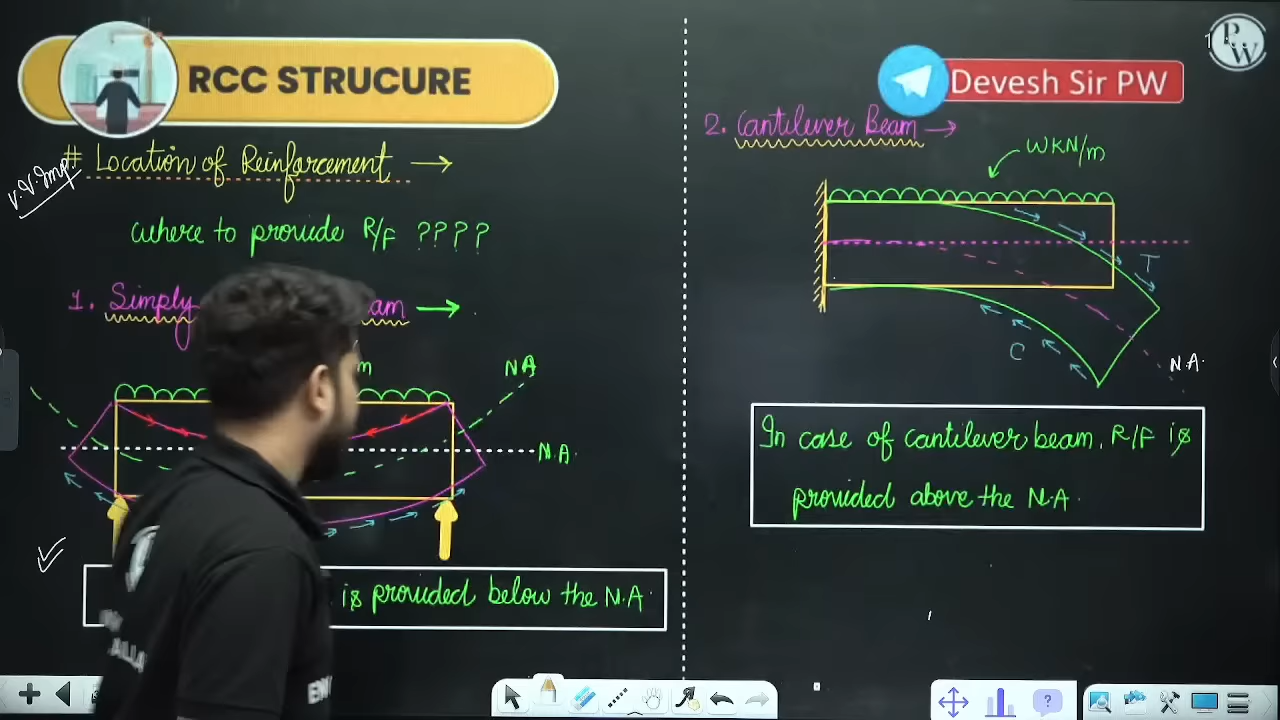 RCC STRUCURE
V.V.Imp.
# Location of Reinforcement →
where to provide R/F ????
1. Simply am →
m
NA
N.A.
is provided below the N.A.
Devesh Sir PW
PW
2. Cantilever Beam →
W KN/m
T
C
N.A.
In case of cantilever beam, R/F is
provided above the N.A.